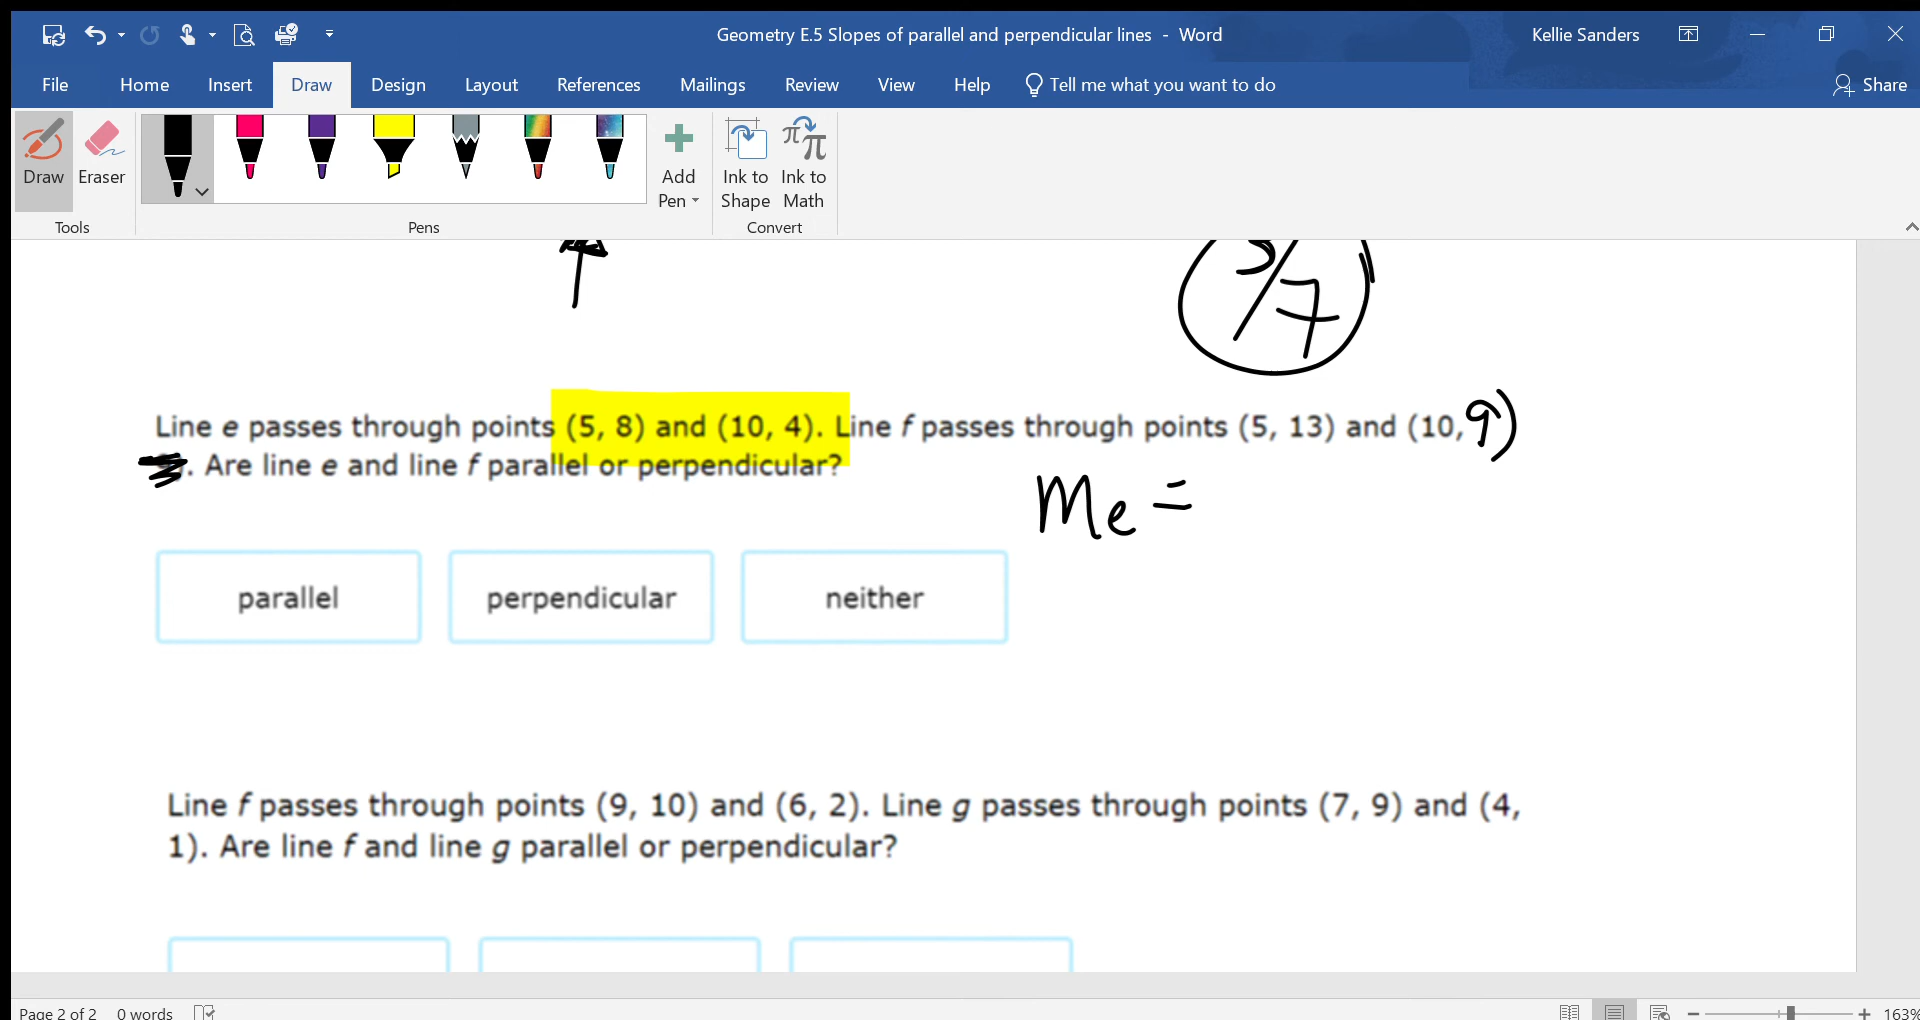 Geometry E.5 Slopes of parallel and perpendicular lines - Word
Kellie Sanders
File Home Insert Draw Design Layout References Mailings Review View Help Tell me what you want to do Share
Draw Eraser Add Pen Ink to Shape Ink to Math
Tools Pens Convert
/7
Line e passes through points (5, 8) and (10, 4). Line f passes through points (5, 13) and (10, 9)
. Are line e and line f parallel or perpendicular?
Me =
parallel perpendicular neither
Line f passes through points (9, 10) and (6, 2). Line g passes through points (7, 9) and (4,
1). Are line f and line g parallel or perpendicular?
Page 2 of 2 0 words 163%